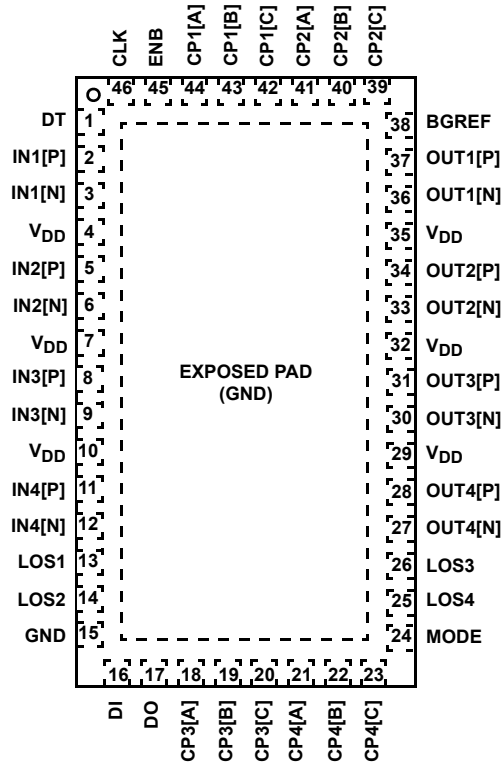 CLK ENB CP1[A] CP1[B] CP1[C] CP2[A] CP2[B] CP2[C]
46 45 44 43 42 41 40 39
DT 1 38 BGREF
IN1[P] 2 37 OUT1[P]
IN1[N] 3 36 OUT1[N]
VDD 4 35 VDD
IN2[P] 5 34 OUT2[P]
IN2[N] 6 33 OUT2[N]
VDD 7 32 VDD
IN3[P] 8 31 OUT3[P]
EXPOSED PAD
(GND)
IN3[N] 9 30 OUT3[N]
VDD 10 29 VDD
IN4[P] 11 28 OUT4[P]
IN4[N] 12 27 OUT4[N]
LOS1 13 26 LOS3
LOS2 14 25 LOS4
GND 15 24 MODE
16 17 18 19 20 21 22 23
DI DO CP3[A] CP3[B] CP3[C] CP4[A] CP4[B] CP4[C]